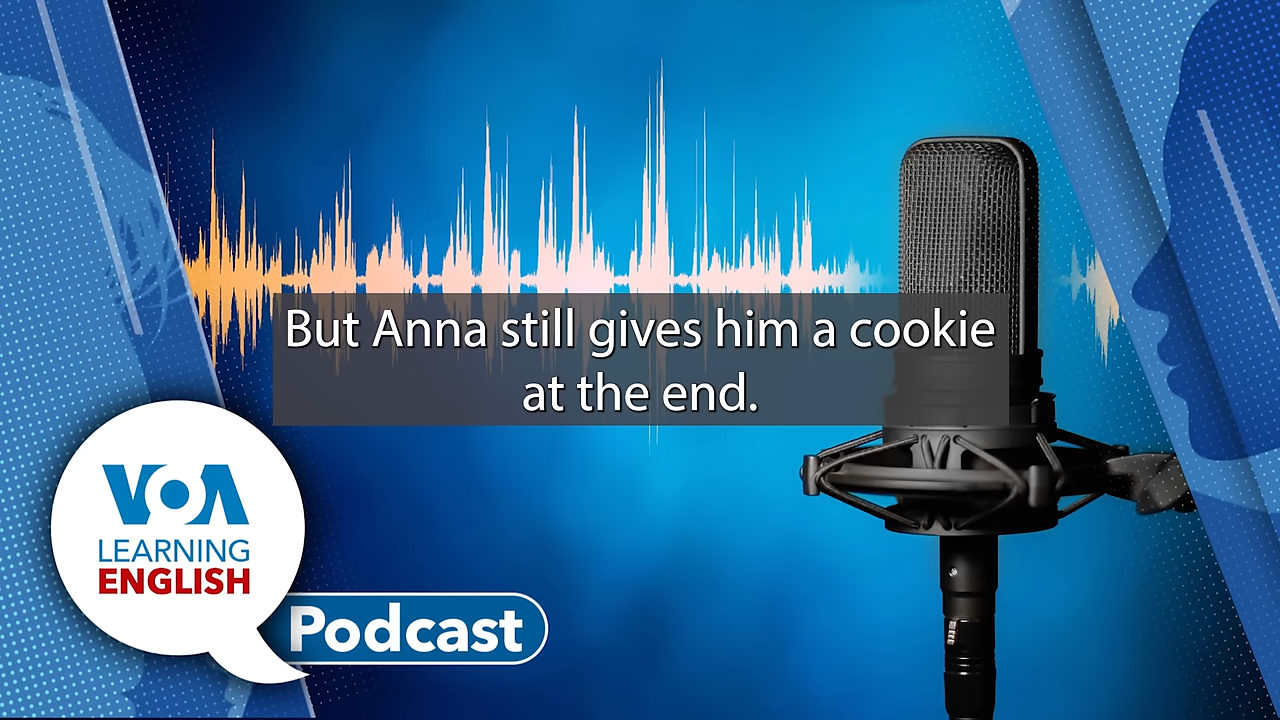 But Anna still gives him a cookie
at the end.
VOA
LEARNING
ENGLISH
Podcast